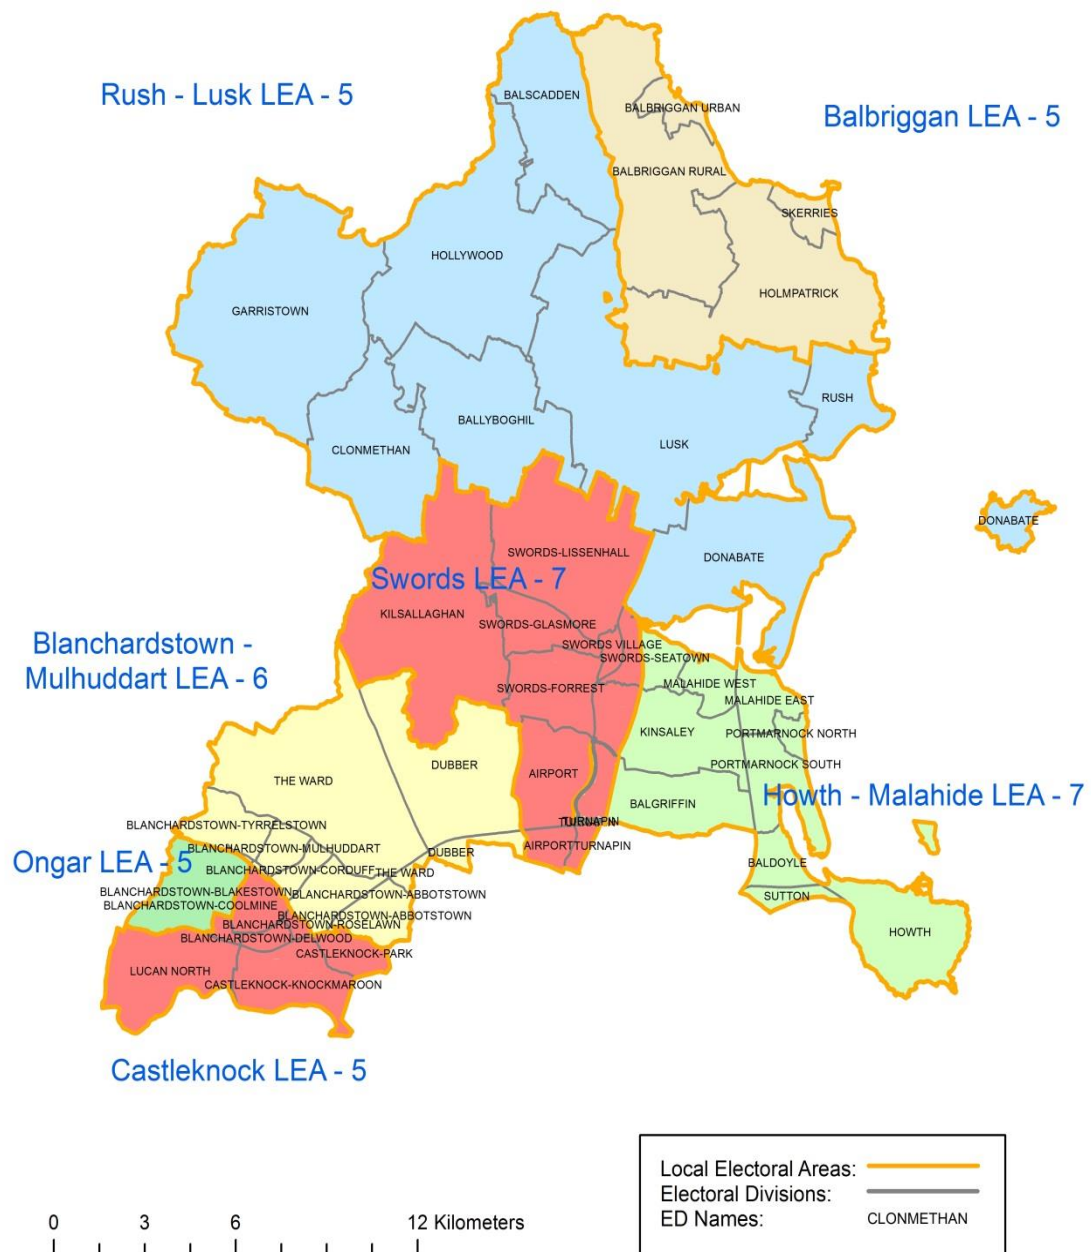 BALSCADDEN
Rush - Lusk LEA - 5
BALBRIGGAN URBAN
Balbriggan LEA - 5
BALBRIGGAN RURAL
SKERRIES
HOLLYWOOD
HOLMPATRICK
GARRISTOWN
RUSH
BALLYBOGHIL
LUSK
CLONMETHAN
DONABATE
SWORDS-LISSENHALL
DONABATE
Swords LEA - 7
KILSALLAGHAN
SWORDS-GLASMORE
Blanchardstown -
Mulhuddart LEA - 6
SWORDS VILLAGE
SWORDS-SEATOWN
MALAHIDE WEST
SWORDS-FORREST
MALAHIDE EAST
KINSALEY
PORTMARNOCK NORTH
DUBBER
PORTMARNOCK SOUTH
AIRPORT
THE WARD
Howth - Malahide LEA - 7
BALGRIFFIN
TURNAPIN
BLANCHARDSTOWN-TYRRELSTOWN
AIRPORT
TURNAPIN
BLANCHARDSTOWN-MULHUDDART
DUBBER
Ongar LEA - 5
BALDOYLE
BLANCHARDSTOWN-CORDUFF
THE WARD
BLANCHARDSTOWN-BLAKESTOWN
BLANCHARDSTOWN-ABBOTSTOWN
SUTTON
BLANCHARDSTOWN-COOLMINE
BLANCHARDSTOWN-ABBOTSTOWN
BLANCHARDSTOWN-ROSELAWN
HOWTH
BLANCHARDSTOWN-DELWOOD
CASTLEKNOCK-PARK
LUCAN NORTH
CASTLEKNOCK-KNOCKMAROON
Castleknock LEA - 5
Local Electoral Areas:
Electoral Divisions:
ED Names: CLONMETHAN
0 3 6 12 Kilometers